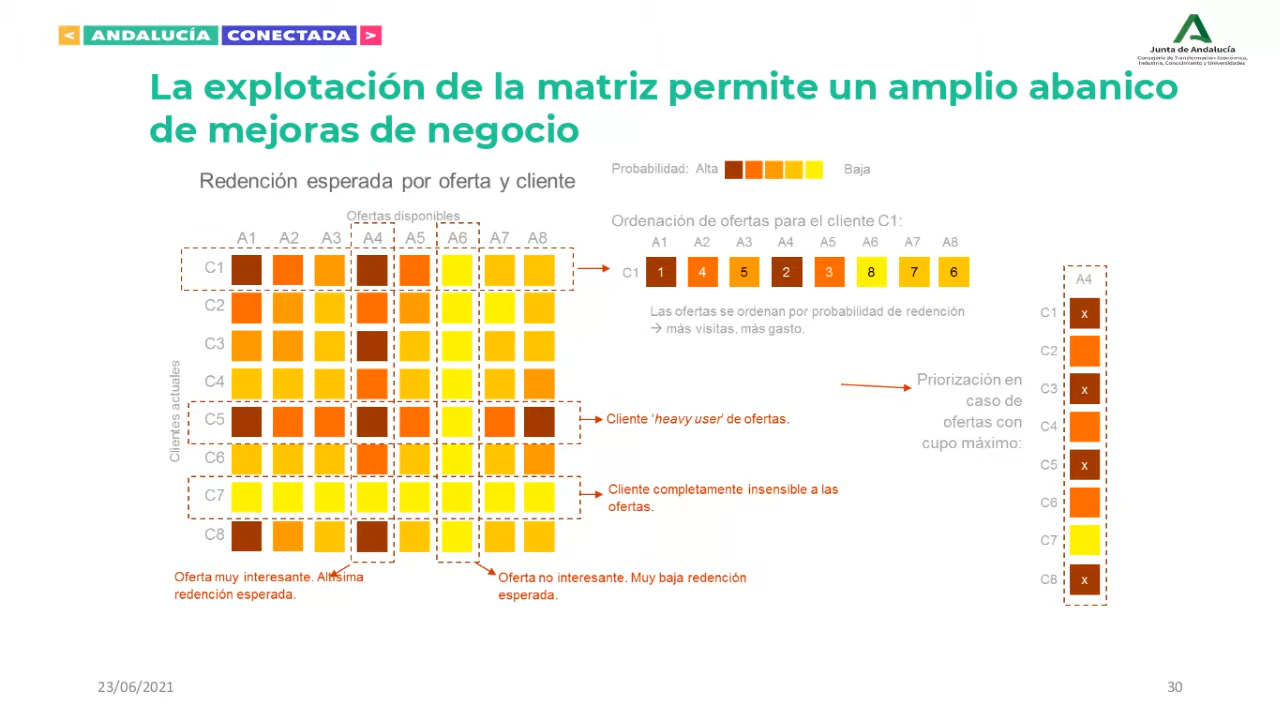 < ANDALUCÍA CONECTADA >
Junta de Andalucía
Consejería de Transformación Económica,
Industria, Conocimiento y Universidades
La explotación de la matriz permite un amplio abanico
de mejoras de negocio
Redención esperada por oferta y cliente
Probabilidad: Alta Baja
Ofertas disponibles
A1 A2 A3 A4 A5 A6 A7 A8
Clientes actuales
C1
C2
C3
C4
C5
C6
C7
C8
Ordenación de ofertas para el cliente C1:
A1 A2 A3 A4 A5 A6 A7 A8
C1 1 4 5 2 3 8 7 6
Las ofertas se ordenan por probabilidad de redención
→ más visitas, más gasto.
Cliente ‘heavy user’ de ofertas.
Cliente completamente insensible a las
ofertas.
Oferta muy interesante. Altísima
redención esperada.
Oferta no interesante. Muy baja redención
esperada.
Priorización en
caso de
ofertas con
cupo máximo:
A4
C1 x
C2
C3 x
C4
C5 x
C6
C7
C8 x
23/06/2021
30